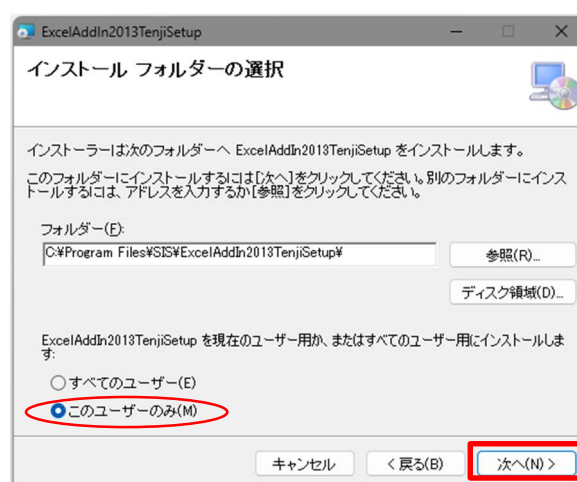 ExcelAddIn2013TenjiSetup
インストール フォルダーの選択
インストーラーは次のフォルダーへ ExcelAddIn2013TenjiSetup をインストールします。
このフォルダーにインストールするには[次へ]をクリックしてください。別のフォルダーにインス
トールするには、アドレスを入力するか[参照]をクリックしてください。
フォルダー(F):
C:¥Program Files¥SIS¥ExcelAddIn2013TenjiSetup¥
参照(R)...
ディスク領域(D)...
ExcelAddIn2013TenjiSetup を現在のユーザー用か、またはすべてのユーザー用にインストールしま
す:
すべてのユーザー(E)
このユーザーのみ(M)
キャンセル
< 戻る(B)
次へ(N) >